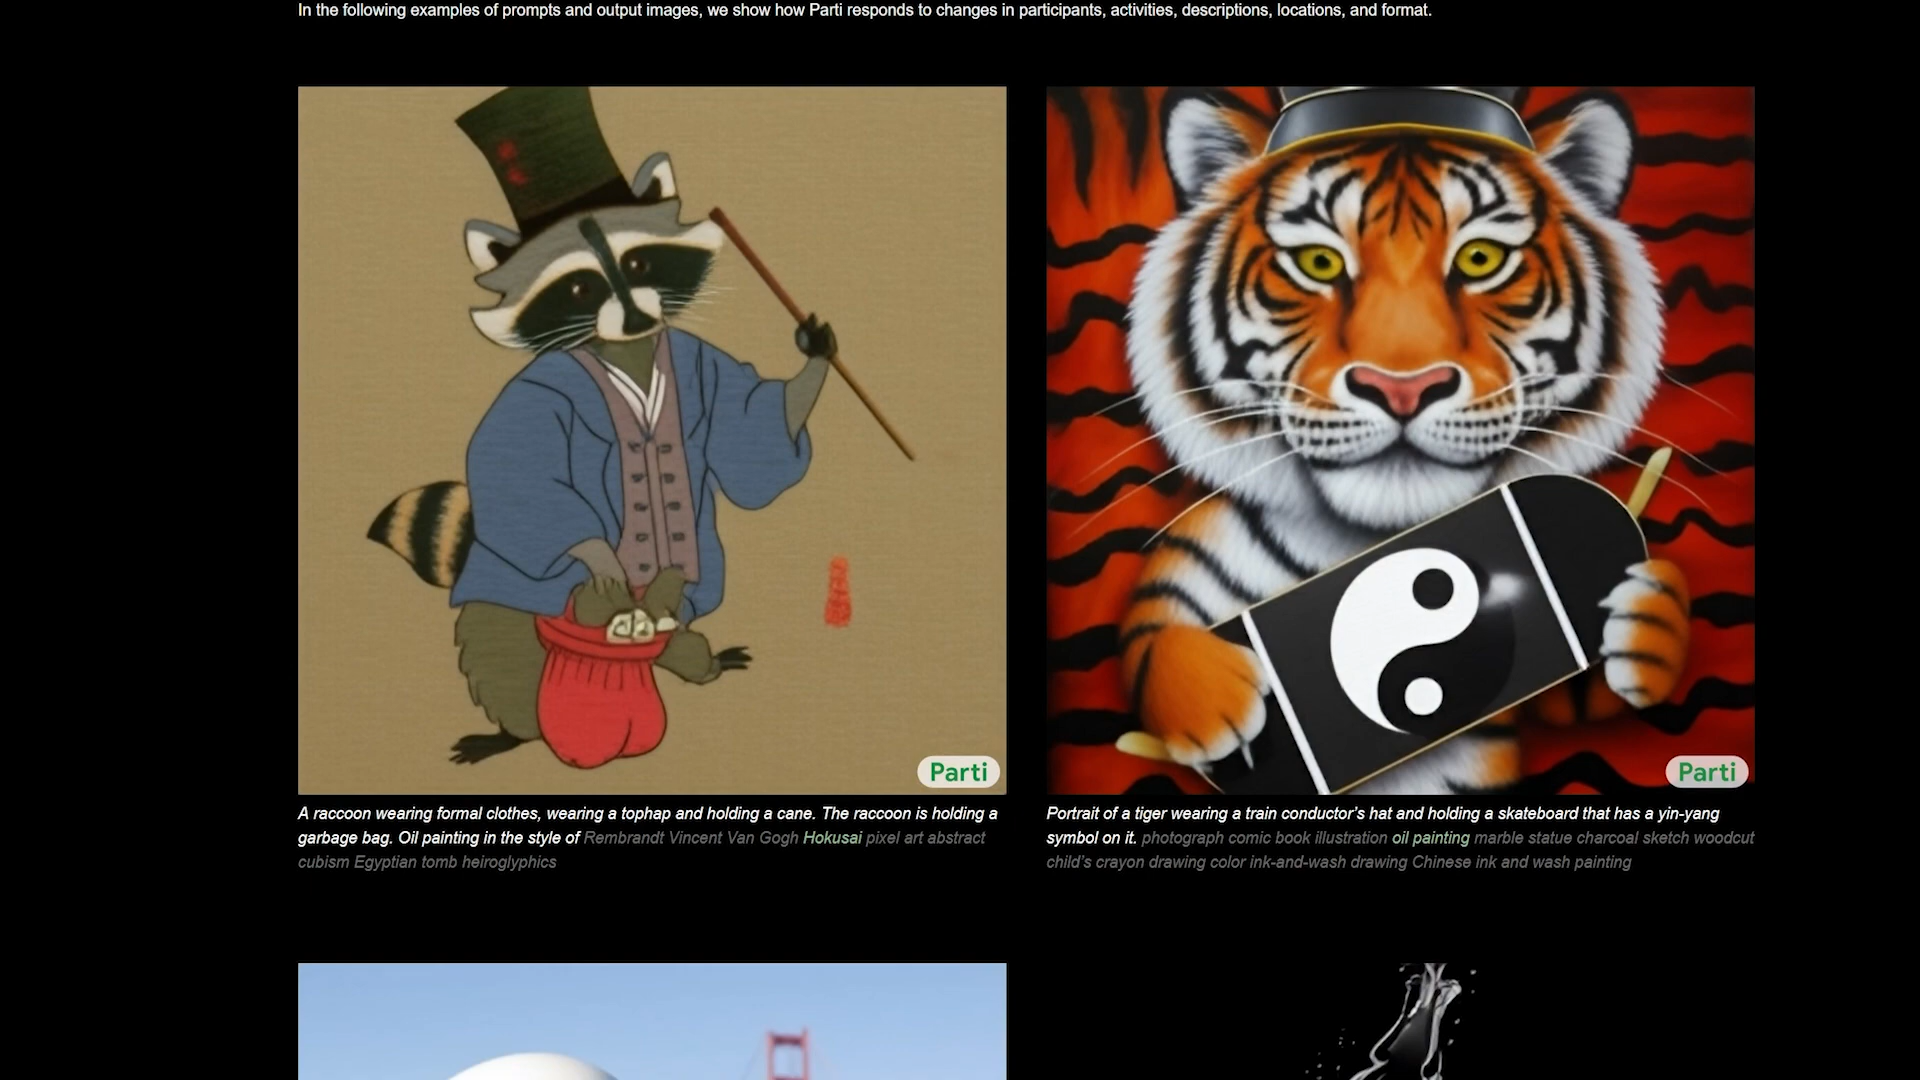 In the following examples of prompts and output images, we show how Parti responds to changes in participants, activities, descriptions, locations, and format.
Parti
A raccoon wearing formal clothes, wearing a tophap and holding a cane. The raccoon is holding a
garbage bag. Oil painting in the style of Rembrandt Vincent Van Gogh Hokusai pixel art abstract
cubism Egyptian tomb heiroglyphics
Parti
Portrait of a tiger wearing a train conductor's hat and holding a skateboard that has a yin-yang
symbol on it. photograph comic book illustration oil painting marble statue charcoal sketch woodcut
child's crayon drawing color ink-and-wash drawing Chinese ink and wash painting